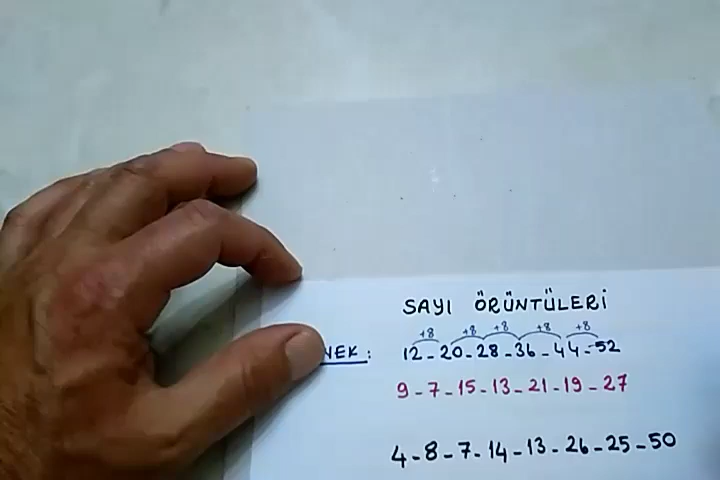 SAYI ÖRÜNTÜLERİ
+8 +8 +8 +8 +8
NEK : 12-20-28-36-44-52
9-7-15-13-21-19-27
4-8-7-14-13-26-25-50